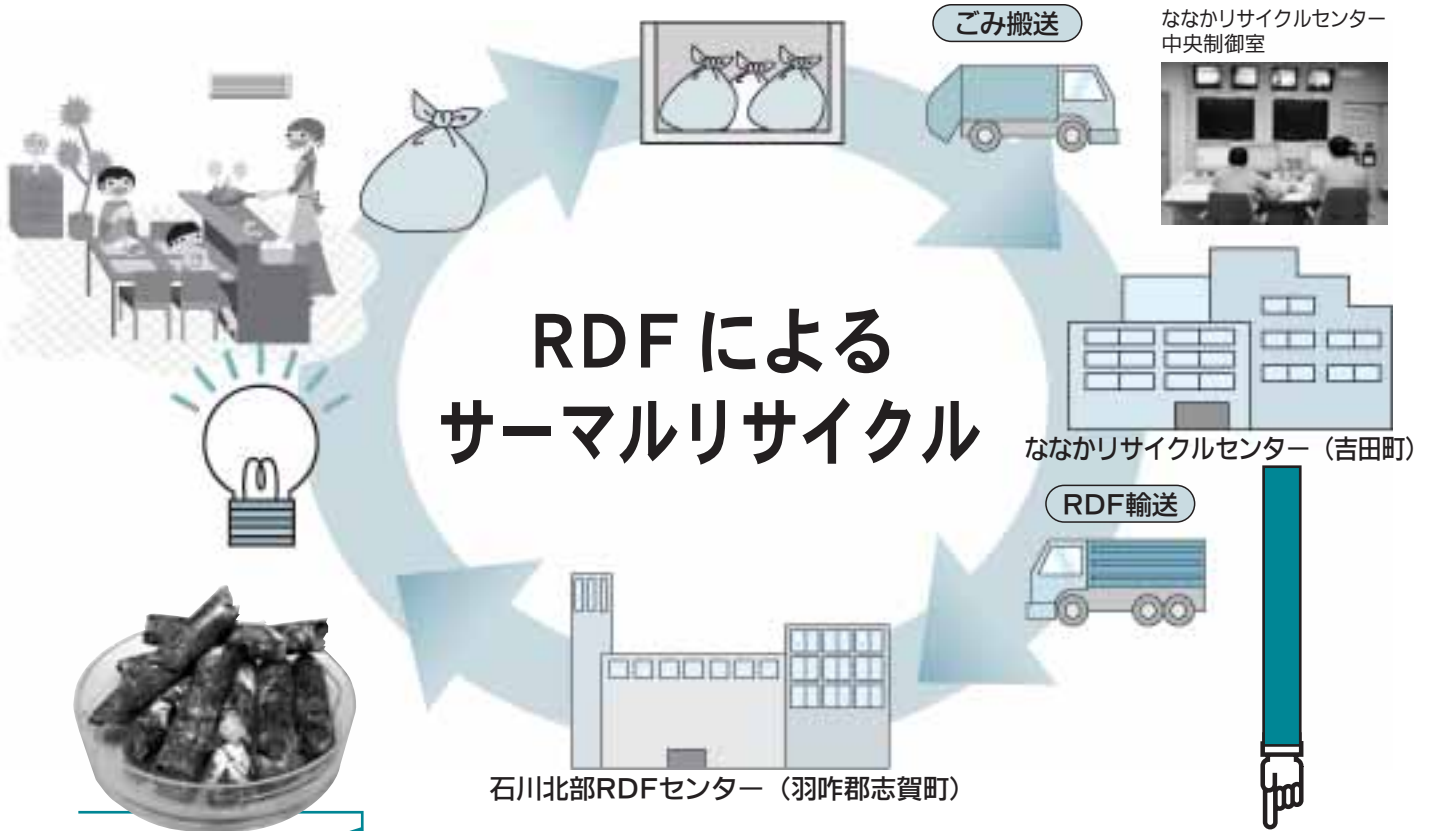 ごみ搬送
ななかリサイクルセンター
中央制御室
RDFによる
サーマルリサイクル
ななかリサイクルセンター（吉田町）
RDF輸送
石川北部RDFセンター（羽咋郡志賀町）